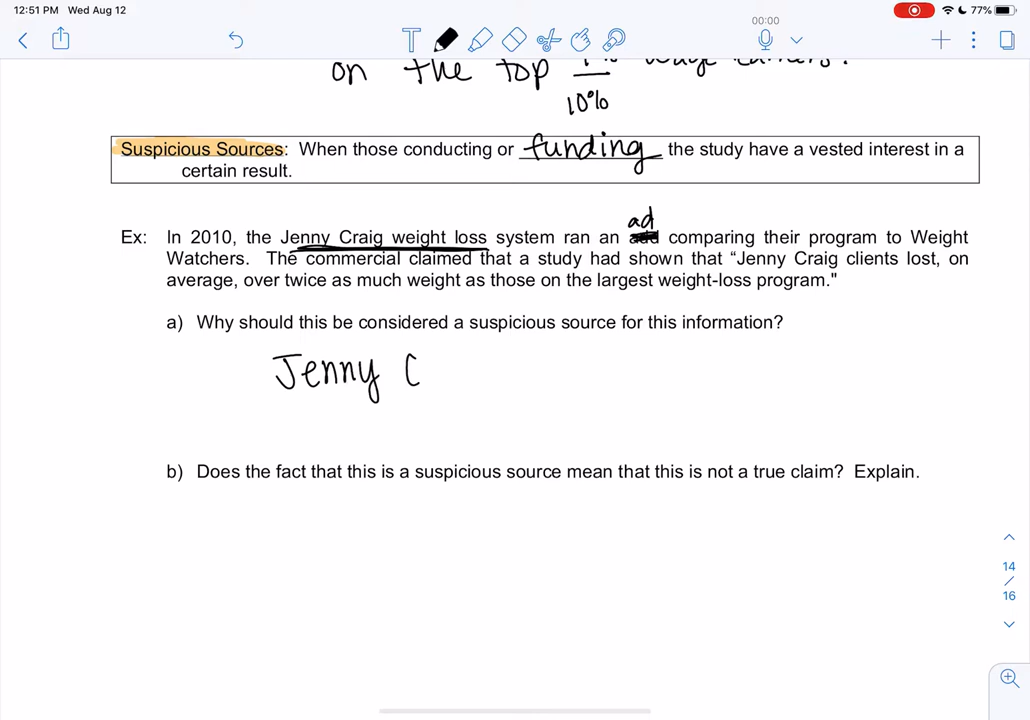 12:51 PM Wed Aug 12
77%
00:00
on the top
10%
Suspicious Sources: When those conducting or funding the study have a vested interest in a
certain result.
ad
Ex: In 2010, the Jenny Craig weight loss system ran an comparing their program to Weight
Watchers. The commercial claimed that a study had shown that “Jenny Craig clients lost, on
average, over twice as much weight as those on the largest weight-loss program."
a) Why should this be considered a suspicious source for this information?
Jenny C
b) Does the fact that this is a suspicious source mean that this is not a true claim? Explain.
14
/
16